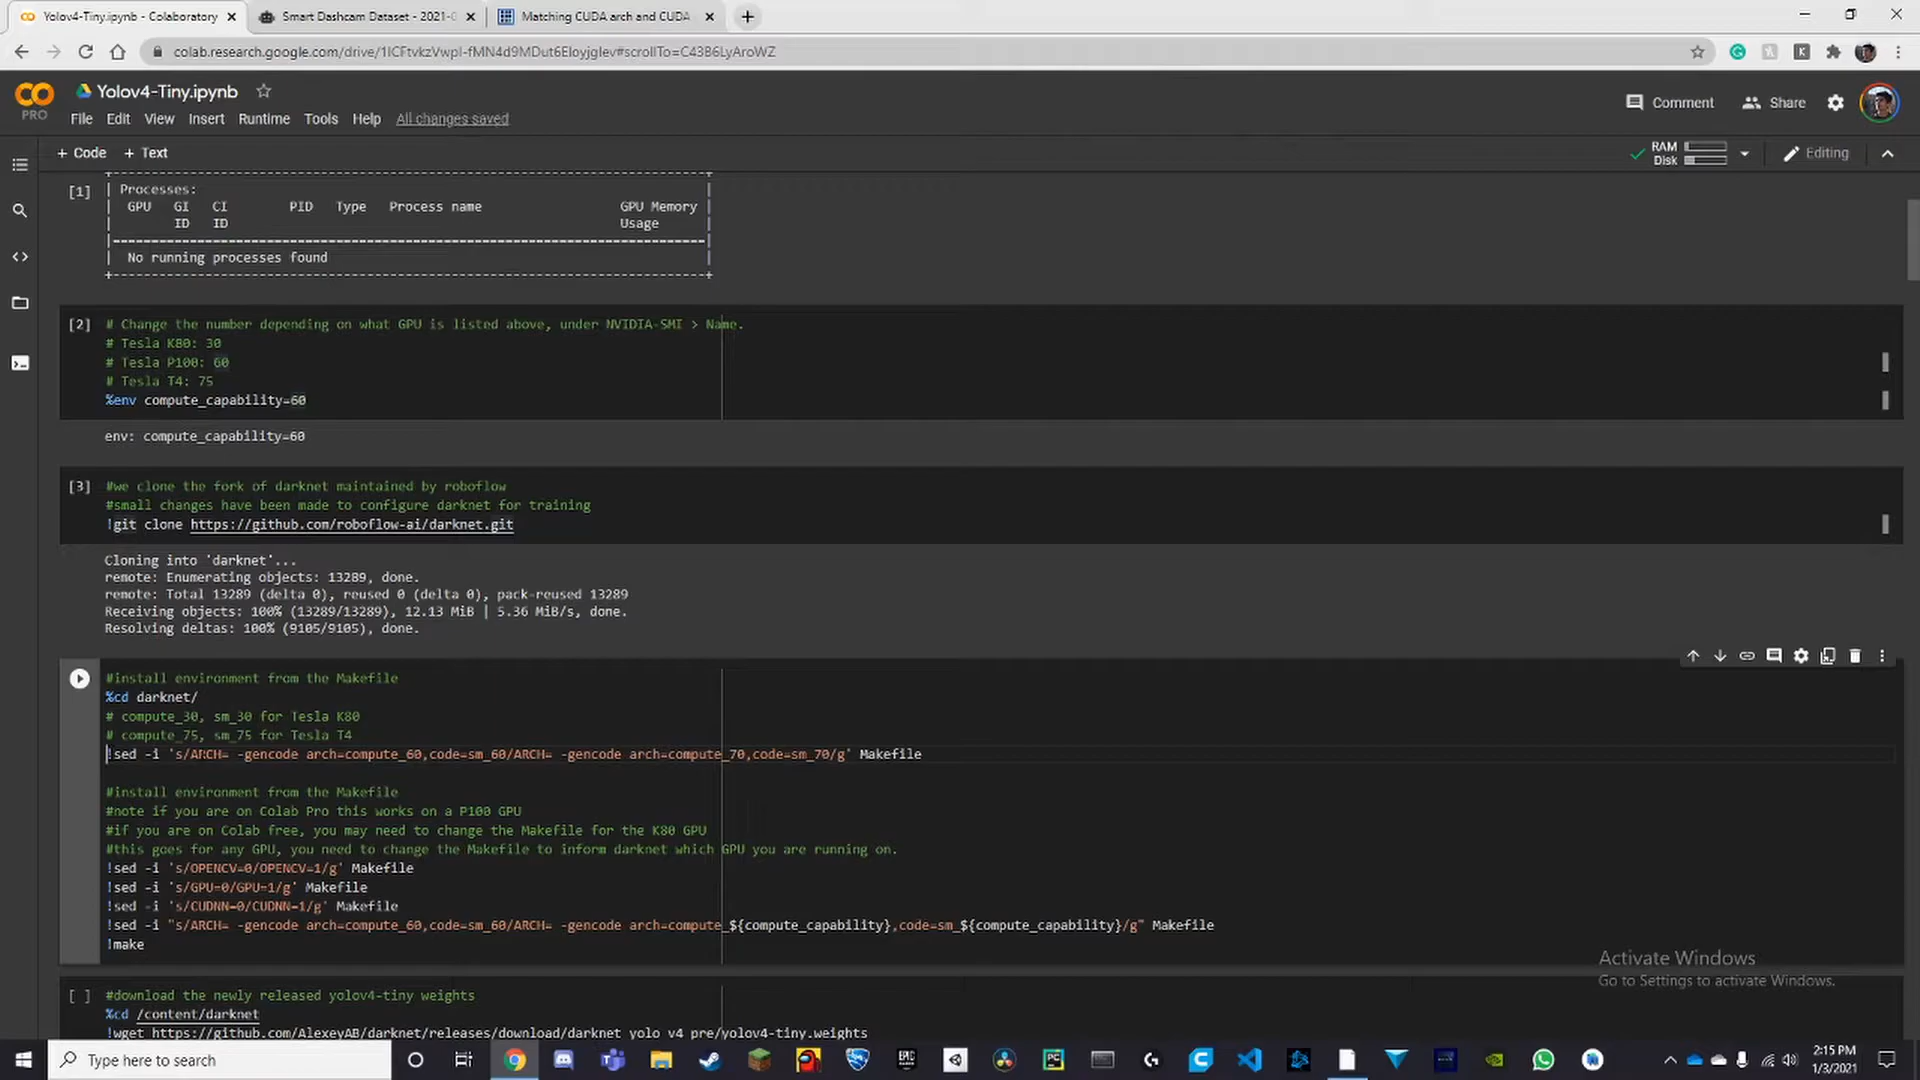 Yolov4-Tiny.ipynb - Colaboratory
Smart Dashcam Dataset - 2021-0
Matching CUDA arch and CUDA
colab.research.google.com/drive/1ICFtvkzVwpI-fMN4d9MDut6EIoyjgIev#scrollTo=C43B6LyAroWZ
PRO
Yolov4-Tiny.ipynb
File Edit View Insert Runtime Tools Help All changes saved
Comment Share
+ Code + Text
RAM
Disk
Editing
[1]
Processes:
GPU GI CI PID Type Process name GPU Memory
ID ID Usage
No running processes found
[2] # Change the number depending on what GPU is listed above, under NVIDIA-SMI > Name.
# Tesla K80: 30
# Tesla P100: 60
# Tesla T4: 75
%env compute_capability=60
env: compute_capability=60
[3] #we clone the fork of darknet maintained by roboflow
#small changes have been made to configure darknet for training
!git clone https://github.com/roboflow-ai/darknet.git
Cloning into 'darknet'...
remote: Enumerating objects: 13289, done.
remote: Total 13289 (delta 0), reused 0 (delta 0), pack-reused 13289
Receiving objects: 100% (13289/13289), 12.13 MiB | 5.36 MiB/s, done.
Resolving deltas: 100% (9105/9105), done.
#install environment from the Makefile
%cd darknet/
# compute_30, sm_30 for Tesla K80
# compute_75, sm_75 for Tesla T4
!sed -i 's/ARCH= -gencode arch=compute_60,code=sm_60/ARCH= -gencode arch=compute_70,code=sm_70/g' Makefile
#install environment from the Makefile
#note if you are on Colab Pro this works on a P100 GPU
#if you are on Colab free, you may need to change the Makefile for the K80 GPU
#this goes for any GPU, you need to change the Makefile to inform darknet which GPU you are running on.
!sed -i 's/OPENCV=0/OPENCV=1/g' Makefile
!sed -i 's/GPU=0/GPU=1/g' Makefile
!sed -i 's/CUDNN=0/CUDNN=1/g' Makefile
!sed -i "s/ARCH= -gencode arch=compute_60,code=sm_60/ARCH= -gencode arch=compute_${compute_capability},code=sm_${compute_capability}/g" Makefile
!make
Activate Windows
Go to Settings to activate Windows.
[ ] #download the newly released yolov4-tiny weights
%cd /content/darknet
!wget https://github.com/AlexeyAB/darknet/releases/download/darknet_yolo_v4_pre/yolov4-tiny.weights
Type here to search
2:15 PM
1/3/2021